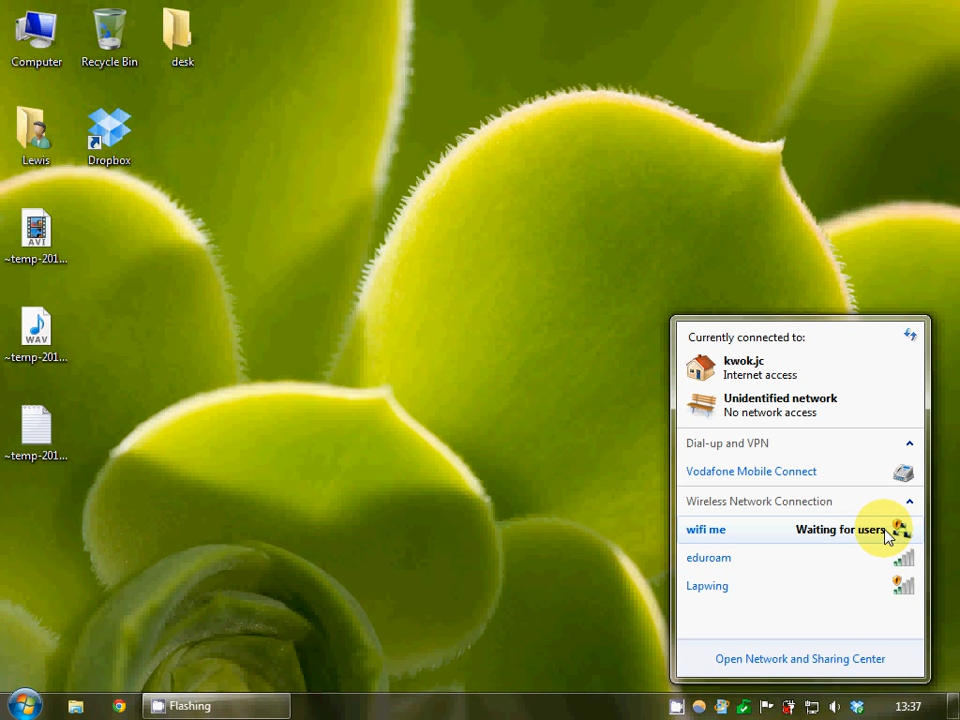 Computer
Recycle Bin
desk
Lewis
Dropbox
AVI
~temp-201...
WAV
~temp-201...
~temp-201...
Currently connected to:
kwok.jc
Internet access
Unidentified network
No network access
Dial-up and VPN
Vodafone Mobile Connect
Wireless Network Connection
wifi me Waiting for users
eduroam
Lapwing
Open Network and Sharing Center
Flashing
13:37